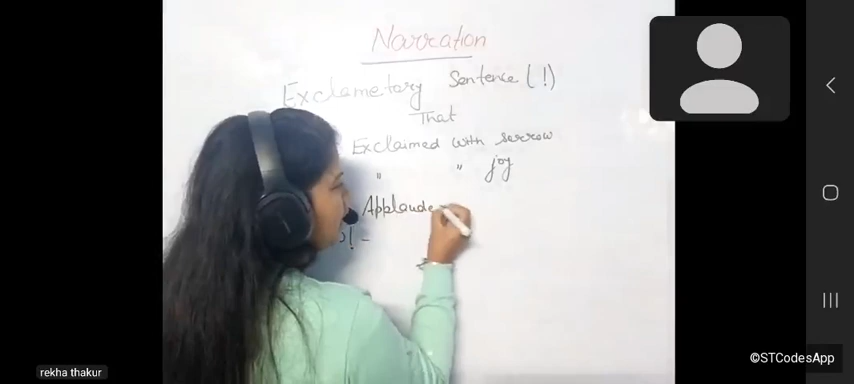 Narration
Exclametory Sentence (!)
That
Exclaimed with sorrow
" " joy
Applaude
! -
rekha thakur
©STCodesApp